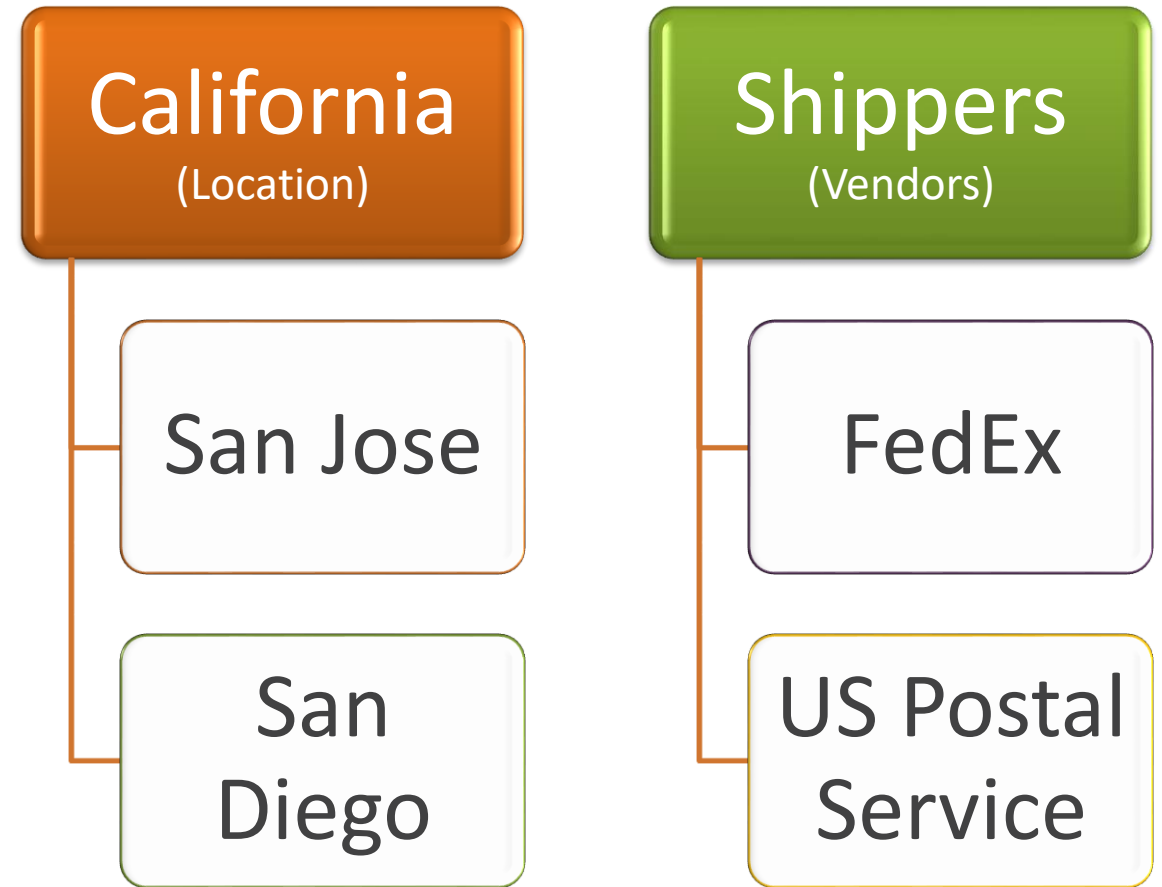 California
(Location)
San Jose
San
Diego
Shippers
(Vendors)
FedEx
US Postal
Service